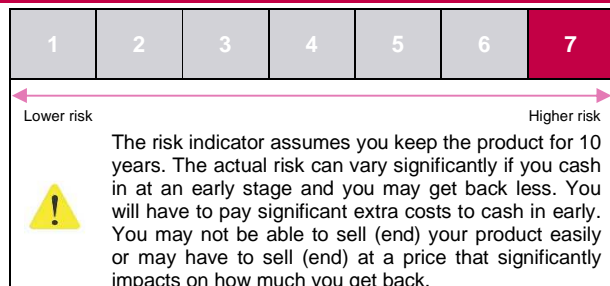 1 2 3 4 5 6 7
Lower risk Higher risk
The risk indicator assumes you keep the product for 10
years. The actual risk can vary significantly if you cash
in at an early stage and you may get back less. You
will have to pay significant extra costs to cash in early.
You may not be able to sell (end) your product easily
or may have to sell (end) at a price that significantly
impacts on how much you get back.